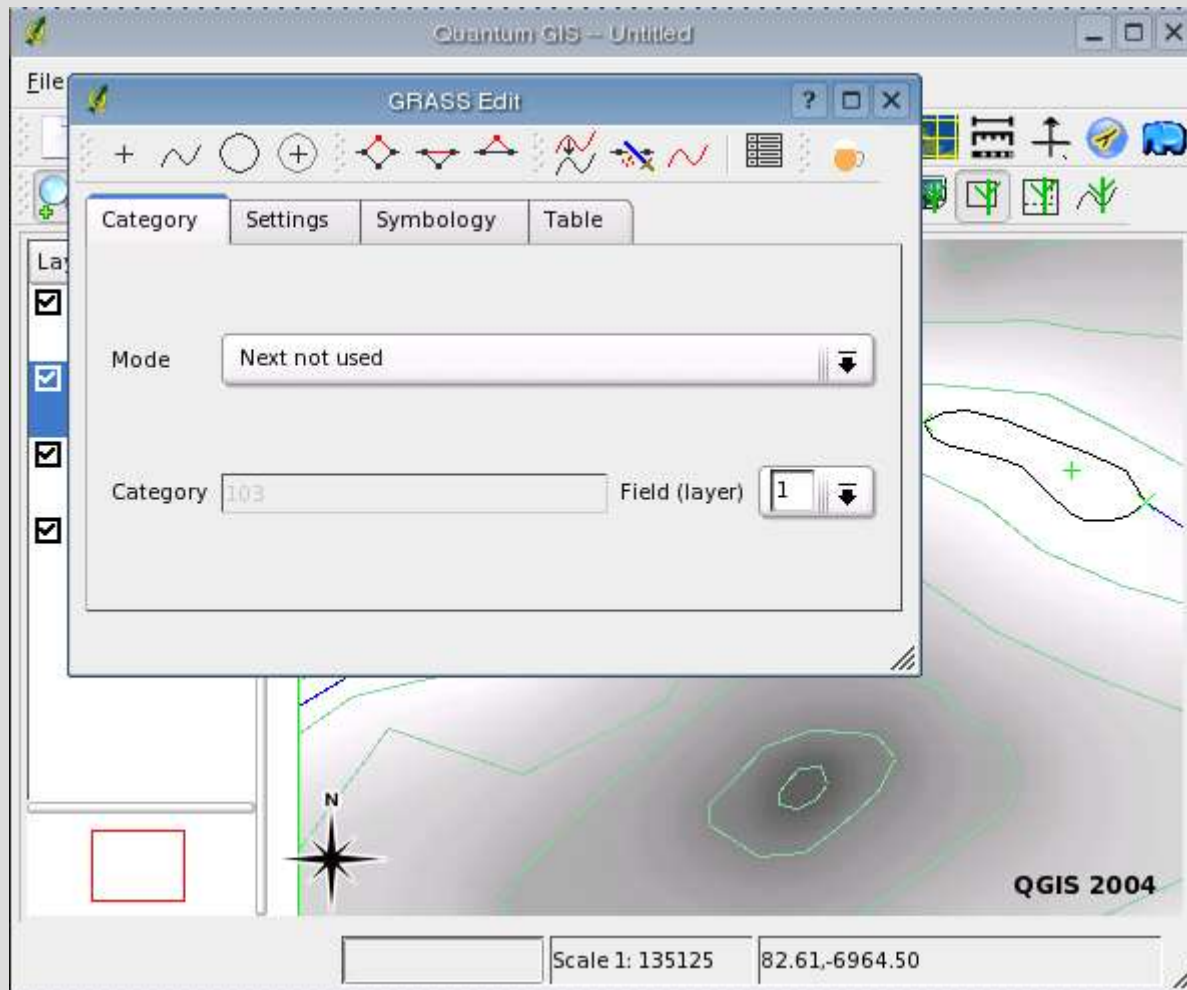 Quantum GIS -- Untitled
File
GRASS Edit
Category
Settings
Symbology
Table
Mode
Next not used
Category
103
Field (layer)
1
N
QGIS 2004
Scale 1: 135125
82.61,-6964.50